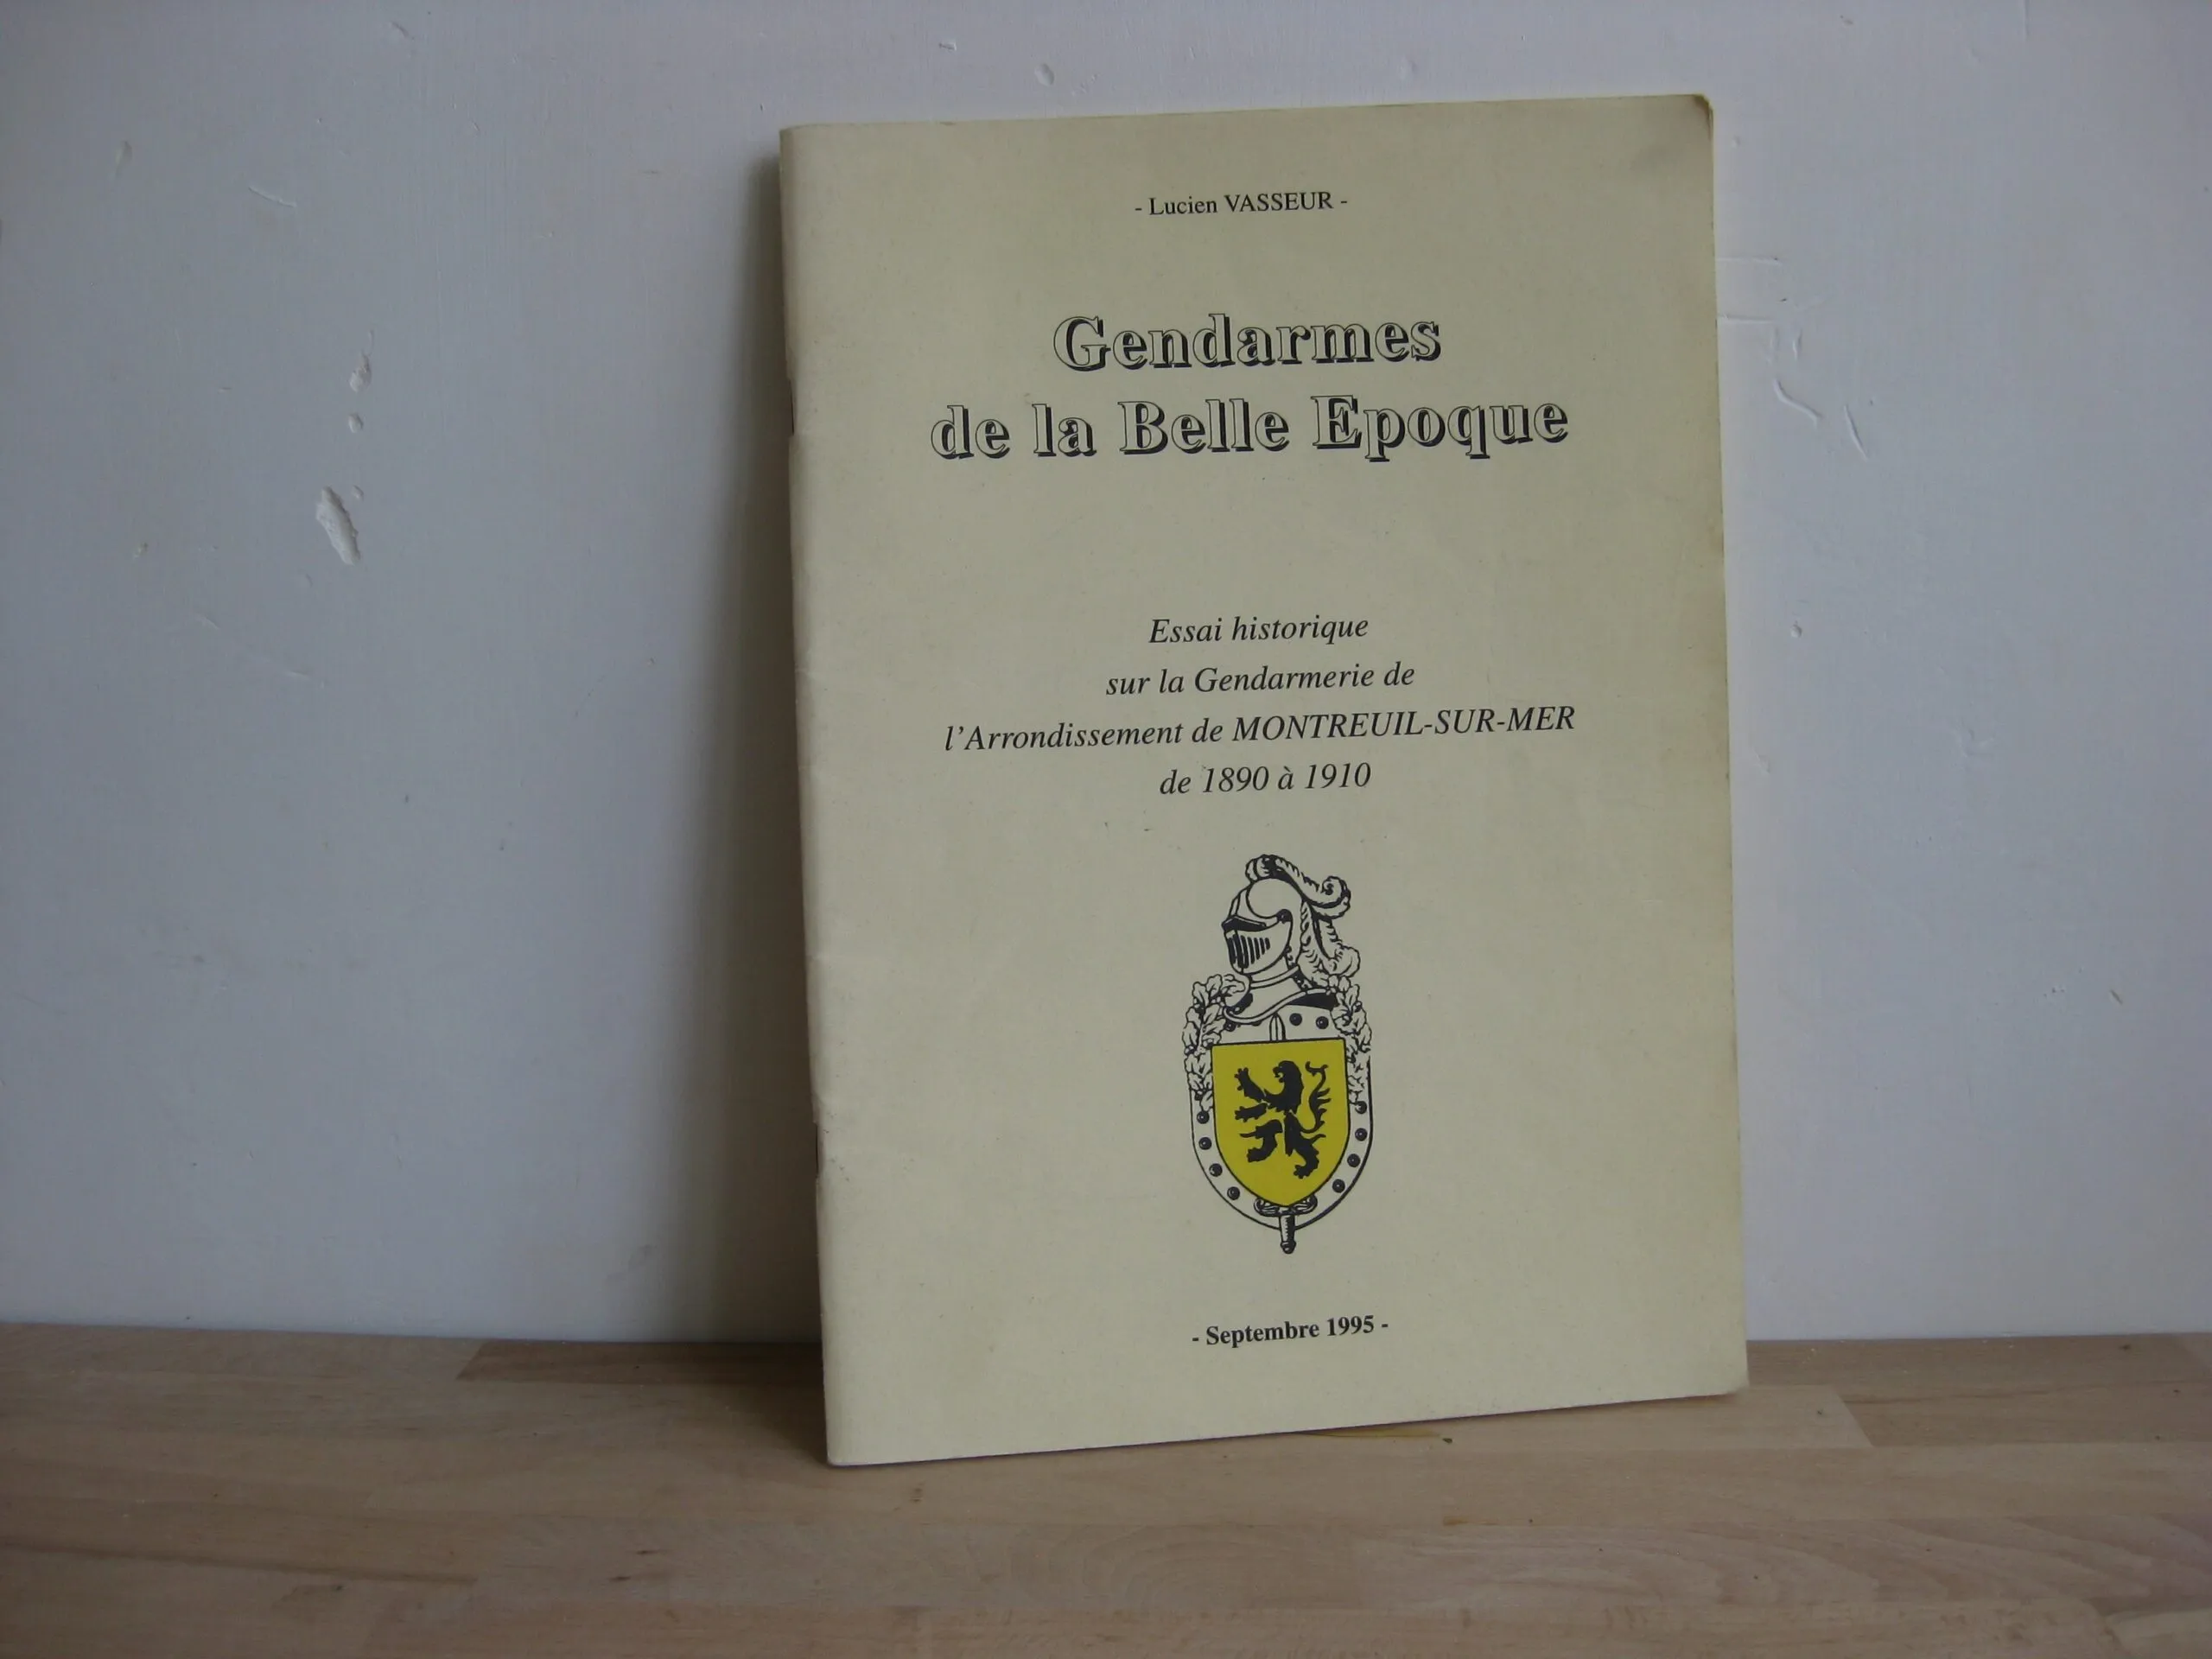 - Lucien VASSEUR -
Gendarmes
de la Belle Epoque
Essai historique
sur la Gendarmerie de
l'Arrondissement de MONTREUIL-SUR-MER
de 1890 à 1910
- Septembre 1995 -